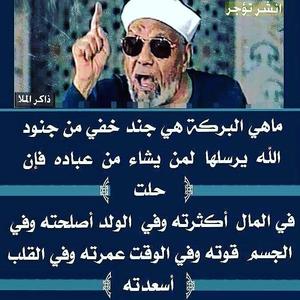 انشر تؤجر
ذاكر الملا
ماهي البركة هي جند خفي من جنود
الله يرسلها لمن يشاء من عباده فإن
﴿ حلت ﴾
في المال أكثرته وفي الولد أصلحته وفي
الجسم قوته وفي الوقت عمرته وفي القلب
﴿ أسعدته ﴾